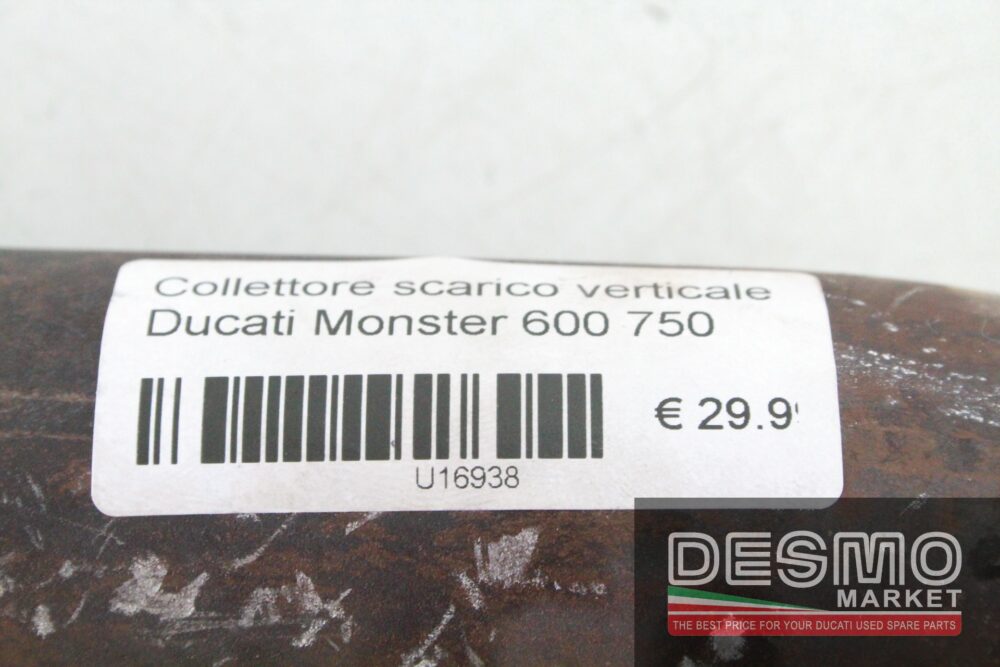 Collettore scarico verticale
Ducati Monster 600 750
€ 29.9
U16938
DESMO
MARKET
THE BEST PRICE FOR YOUR DUCATI USED SPARE PARTS